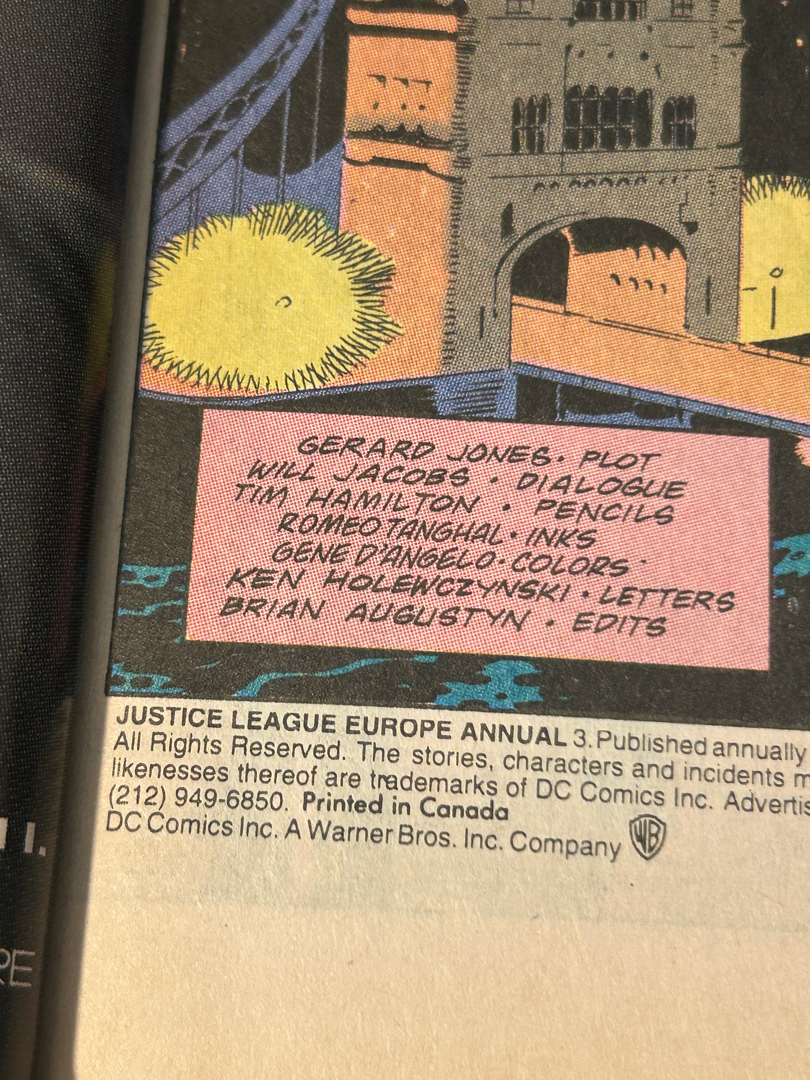 GERARD JONES · PLOT
WILL JACOBS · DIALOGUE
TIM HAMILTON · PENCILS
ROMEO TANGHAL · INKS
GENE D'ANGELO · COLORS
KEN HOLEWCZYNSKI · LETTERS
BRIAN AUGUSTYN · EDITS
JUSTICE LEAGUE EUROPE ANNUAL 3. Published annually
All Rights Reserved. The stories, characters and incidents
likenesses thereof are trademarks of DC Comics Inc.
(212) 949-6850. Printed in Canada
DC Comics Inc. A Warner Bros. Inc. Company WB